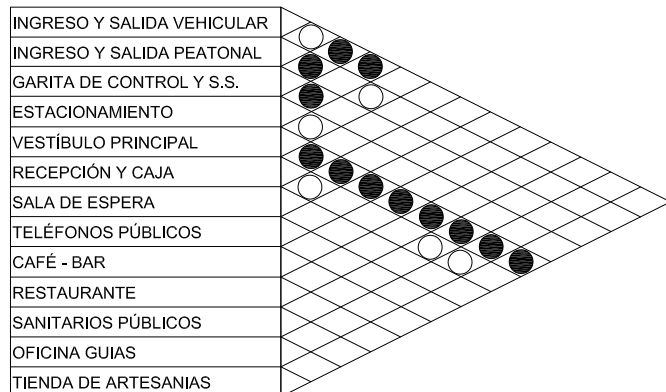 INGRESO Y SALIDA VEHICULAR
INGRESO Y SALIDA PEATONAL
GARITA DE CONTROL Y S.S.
ESTACIONAMIENTO
VESTÍBULO PRINCIPAL
RECEPCIÓN Y CAJA
SALA DE ESPERA
TELÉFONOS PÚBLICOS
CAFÉ - BAR
RESTAURANTE
SANITARIOS PÚBLICOS
OFICINA GUIAS
TIENDA DE ARTESANIAS